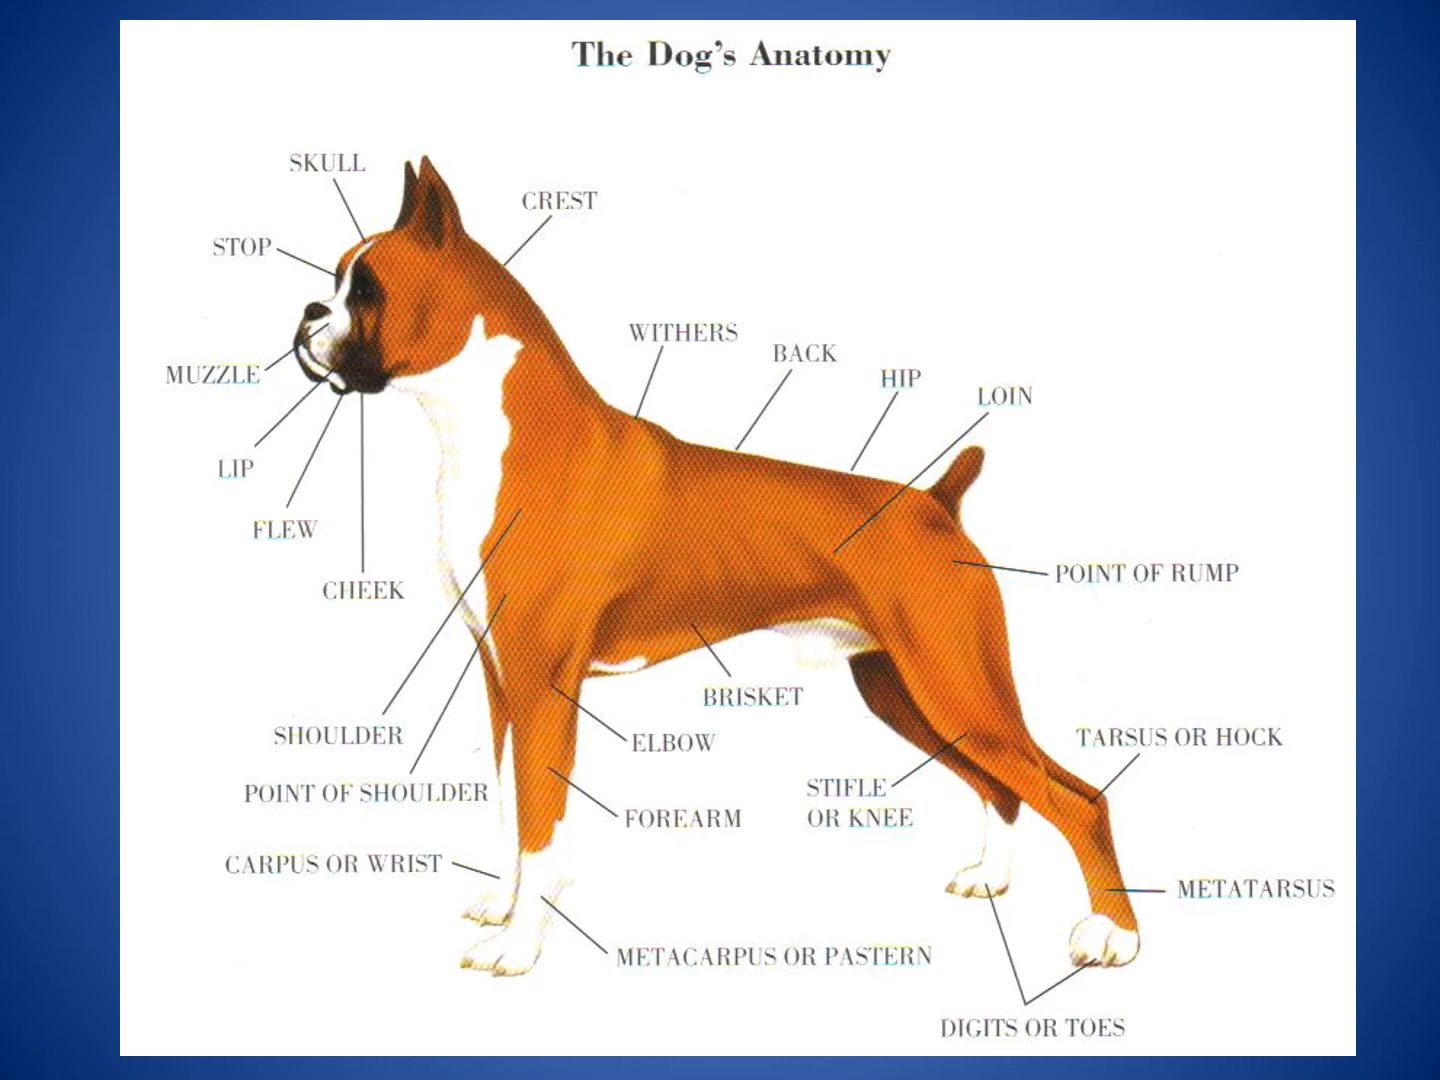 The Dog's Anatomy
SKULL
CREST
STOP
WITHERS
BACK
MUZZLE
HIP
LOIN
LIP
FLEW
CHEEK
POINT OF RUMP
BRISKET
SHOULDER
ELBOW
TARSUS OR HOCK
POINT OF SHOULDER
STIFLE
OR KNEE
FOREARM
CARPUS OR WRIST
METATARSUS
METACARPUS OR PASTERN
DIGITS OR TOES